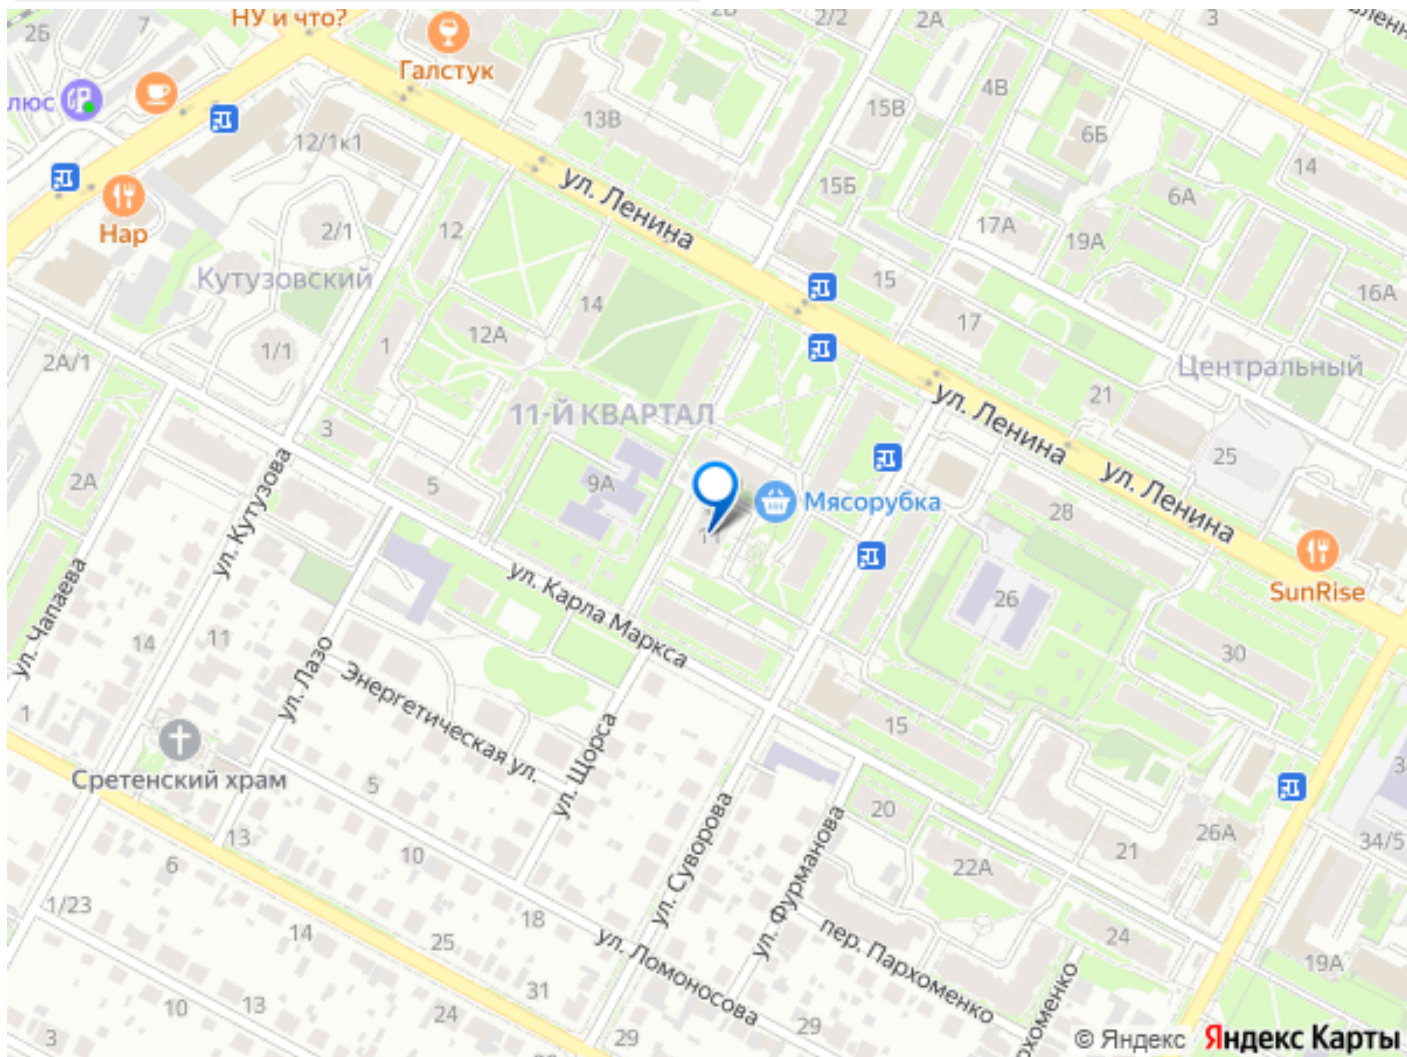 НУ и что?
2Б
7
Галстук
2/2
2А
3
люс
12/1к1
13В
15В
4В
6Б
14
15Б
6А
ул. Ленина
17А
19А
Нар
2/1
12
Кутузовский
15
16А
14
17
12А
1/1
1
2А/1
Центральный
ул. Ленина
21
11-Й КВАРТАЛ
3
25
ул. Ленина
2А
5
9А
Мясорубка
28
ул. Кутузова
11
SunRise
ул. Чапаева
ул. Карла Маркса
26
14
11
30
ул. Лазо
Энергетическая ул.
1
15
ул. Щорса
Сретенский храм
5
20
26А
34/5
13
10
ул. Суворова
ул. Фурманова
22А
21
6
1/23
18
14
25
ул. Ломоносова
пер. Пархоменко
24
19А
31
10
13
24
29
29
3
30
© Яндекс Яндекс Карты